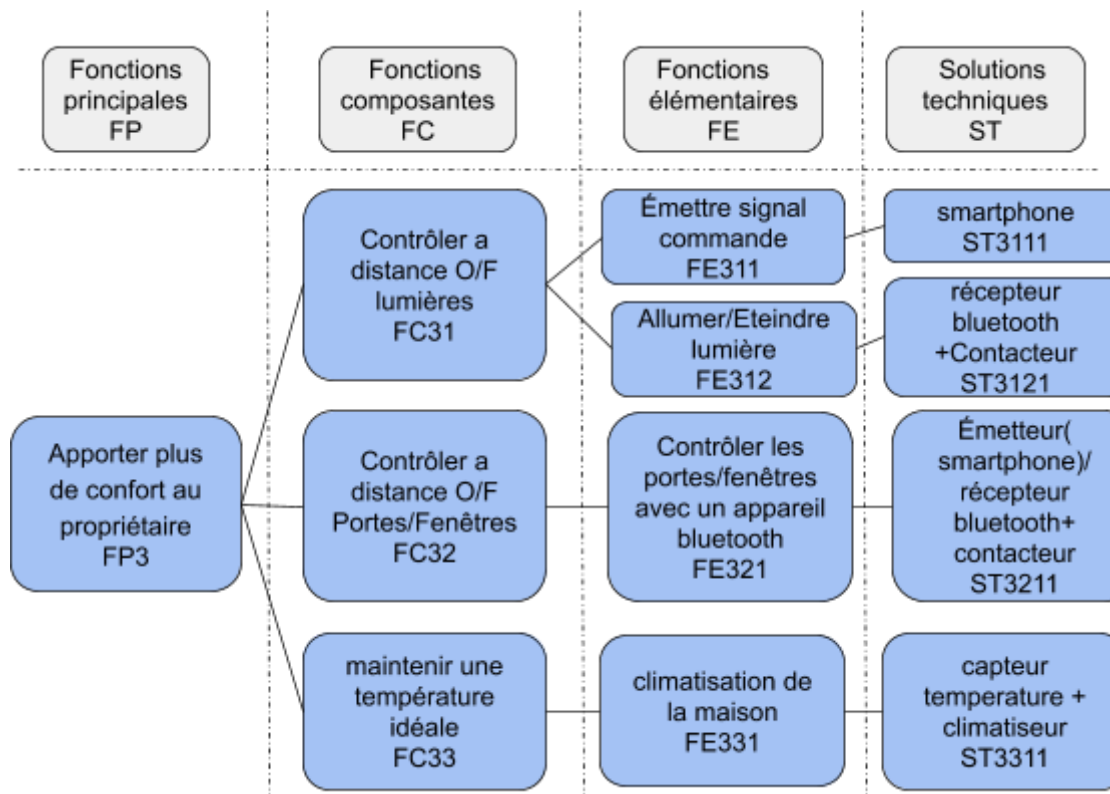 Fonctions
principales
FP
Fonctions
composantes
FC
Fonctions
élémentaires
FE
Solutions
techniques
ST
Apporter plus
de confort au
propriétaire
FP3
Contrôler a
distance O/F
lumières
FC31
Émettre signal
commande
FE311
smartphone
ST3111
Allumer/Eteindre
lumière
FE312
récepteur
bluetooth
+Contacteur
ST3121
Contrôler a
distance O/F
Portes/Fenêtres
FC32
Contrôler les
portes/fenêtres
avec un appareil
bluetooth
FE321
Émetteur(
smartphone)/
récepteur
bluetooth+
contacteur
ST3211
maintenir une
température
idéale
FC33
climatisation de
la maison
FE331
capteur
temperature +
climatiseur
ST3311